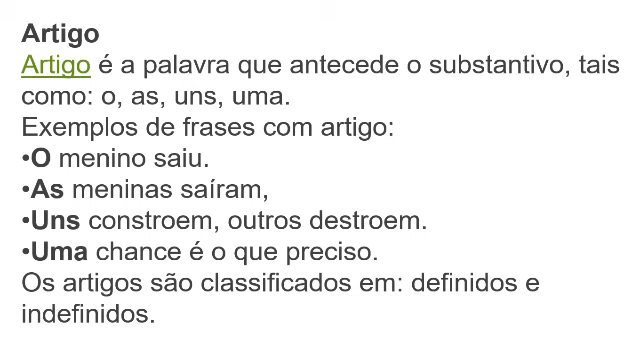 Artigo
Artigo é a palavra que antecede o substantivo, tais
como: o, as, uns, uma.
Exemplos de frases com artigo:
•O menino saiu.
•As meninas saíram,
•Uns constroem, outros destroem.
•Uma chance é o que preciso.
Os artigos são classificados em: definidos e
indefinidos.